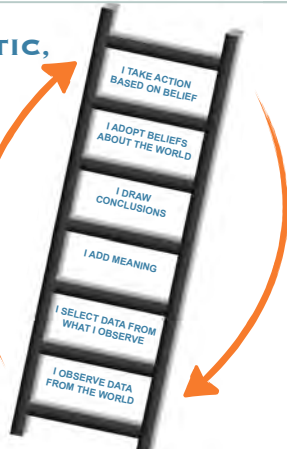 TIC,
I TAKE ACTION
BASED ON BELIEF
I ADOPT BELIEFS
ABOUT THE WORLD
I DRAW
CONCLUSIONS
I ADD MEANING
I SELECT DATA FROM
WHAT I OBSERVE
I OBSERVE DATA
FROM THE WORLD